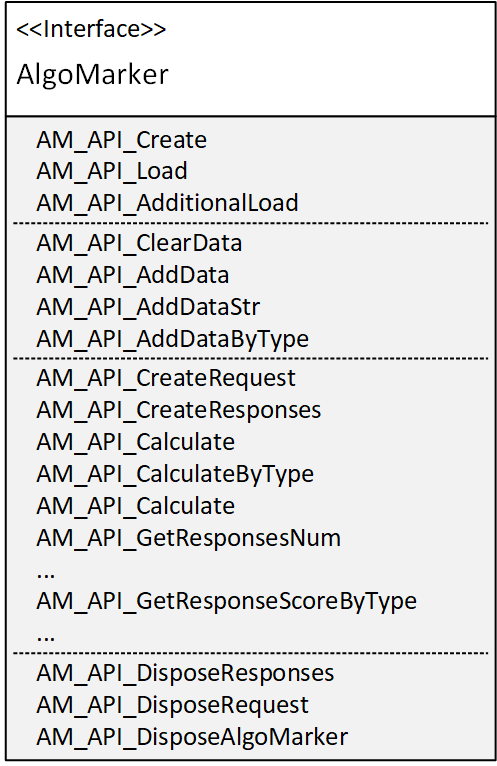 <<Interface>>
AlgoMarker
AM_API_Create
AM_API_Load
AM_API_AdditionalLoad
AM_API_ClearData
AM_API_AddData
AM_API_AddDataStr
AM_API_AddDataByType
AM_API_CreateRequest
AM_API_CreateResponses
AM_API_Calculate
AM_API_CalculateByType
AM_API_Calculate
AM_API_GetResponsesNum
...
AM_API_GetResponseScoreByType
...
AM_API_DisposeResponses
AM_API_DisposeRequest
AM_API_DisposeAlgoMarker